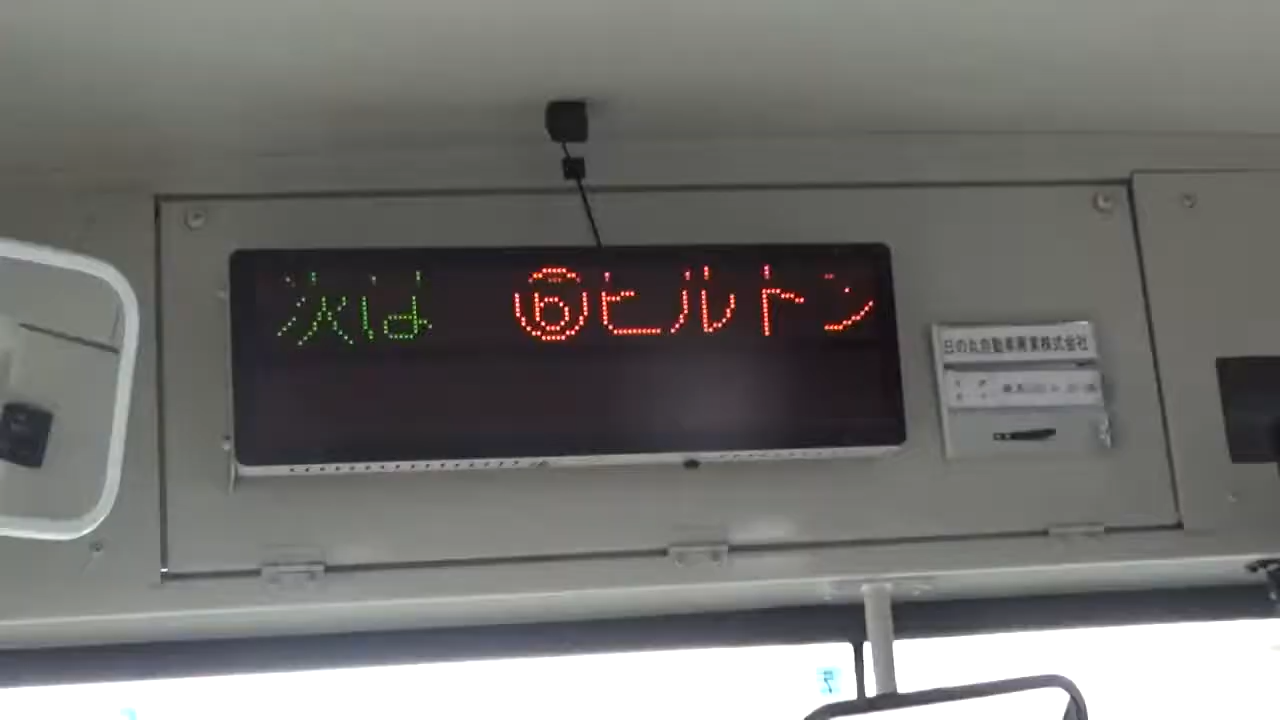 次は ⑥ヒルトン
日の丸自動車興業株式会社